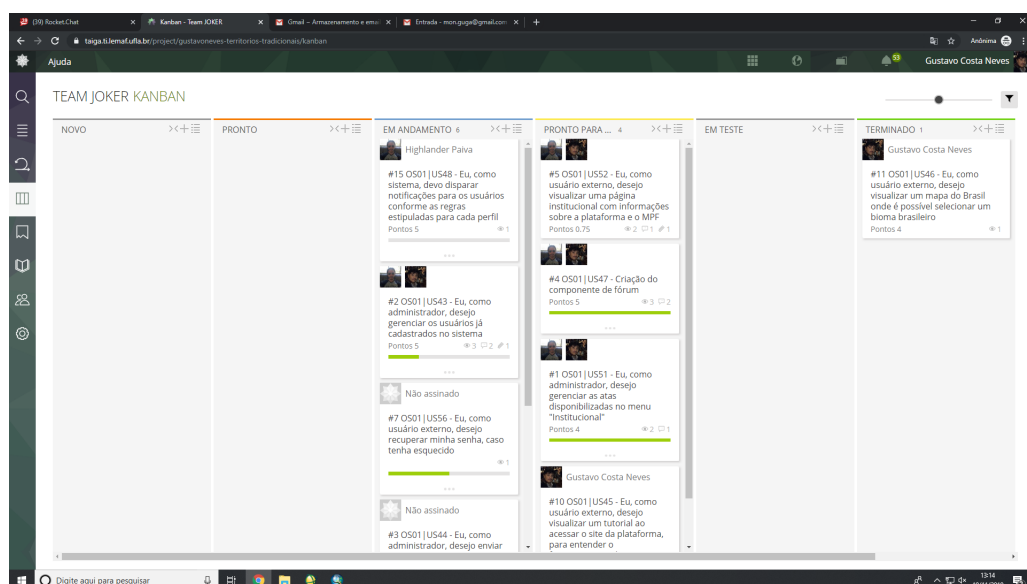 (39) Rocket.Chat
Kanban - Team JOKER
Gmail – Armazenamento e emai
Entrada - mon.guga@gmail.com
taiga.ti.lemaf.ufla.br/project/gustavoneves-territorios-tradicionais/kanban
Anônima
Ajuda
53
Gustavo Costa Neves
TEAM JOKER KANBAN
NOVO
PRONTO
EM ANDAMENTO 6
PRONTO PARA ... 4
EM TESTE
TERMINADO 1
Highlander Paiva
#15 OS01|US48 - Eu, como
sistema, devo disparar
notificações para os usuários
conforme as regras
estipuladas para cada perfil
Pontos 5
1
#2 OS01|US43 - Eu, como
administrador, desejo
gerenciar os usuários já
cadastrados no sistema
Pontos 5
3 2 1
Não assinado
#7 OS01|US56 - Eu, como
usuário externo, desejo
recuperar minha senha, caso
tenha esquecido
1
Não assinado
#3 OS01|US44 - Eu, como
administrador, desejo enviar
#5 OS01|US52 - Eu, como
usuário externo, desejo
visualizar uma página
institucional com informações
sobre a plataforma e o MPF
Pontos 0.75
2 1 1
#4 OS01|US47 - Criação do
componente de fórum
Pontos 5
3 2
#1 OS01|US51 - Eu, como
administrador, desejo
gerenciar as atas
disponibilizadas no menu
"Institucional"
Pontos 4
2 1
Gustavo Costa Neves
#10 OS01|US45 - Eu, como
usuário externo, desejo
visualizar um tutorial ao
acessar o site da plataforma,
para entender o
Gustavo Costa Neves
#11 OS01|US46 - Eu, como
usuário externo, desejo
visualizar um mapa do Brasil
onde é possível selecionar um
bioma brasileiro
Pontos 4
1
Digite aqui para pesquisar
13:14